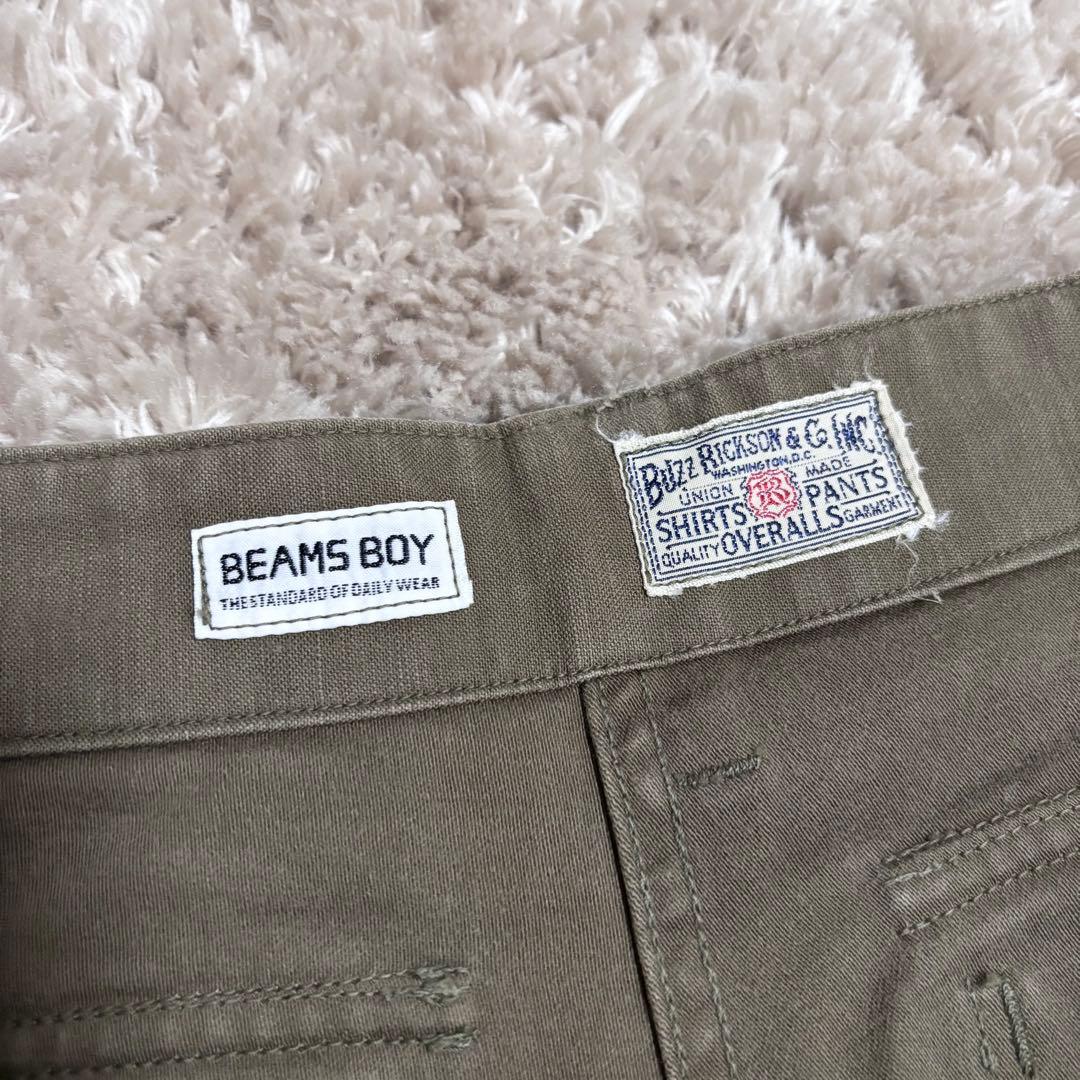 BEAMS BOY
THE STANDARD OF DAILY WEAR
BUZZ RICKSON & CO. INC.
WASHINGTON, D.C.
UNION MADE
SHIRTS PANTS
OVERALLS
QUALITY GARMENT